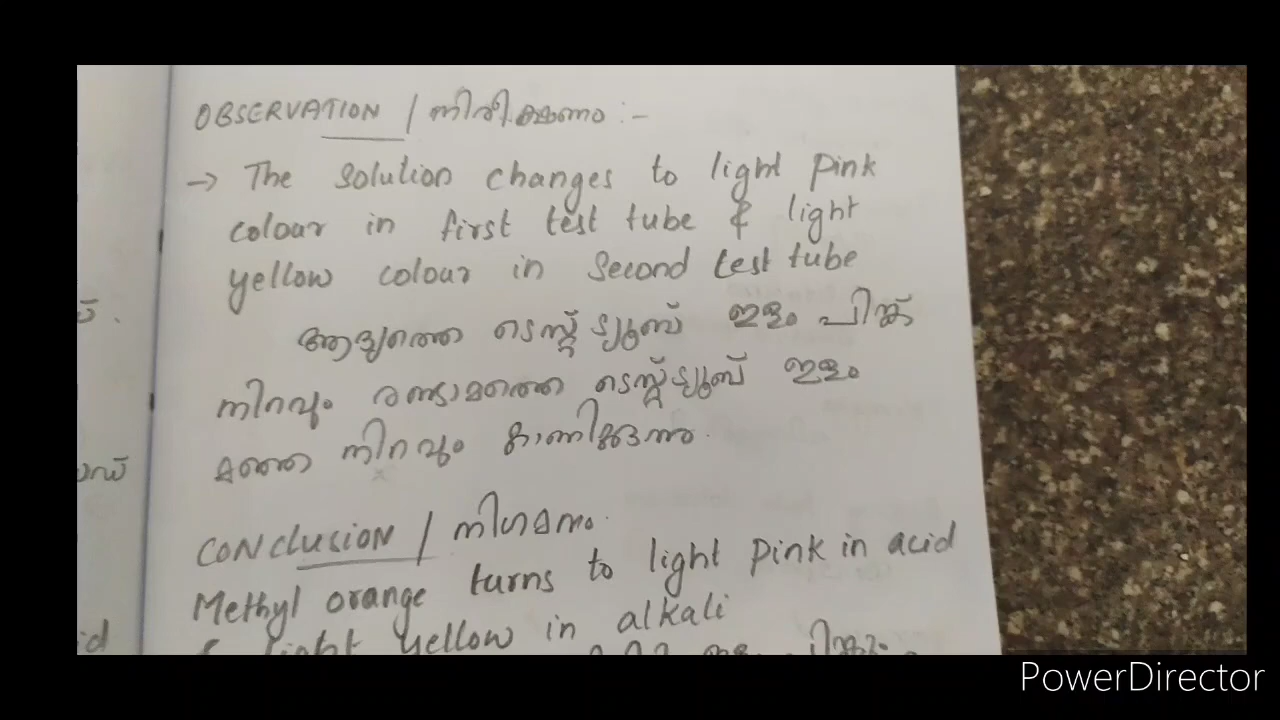 OBSERVATION / നിരീക്ഷണം :-
→ The solution changes to light pink
colour in first test tube & light
yellow colour in second test tube
ആദ്യത്തെ ടെസ്റ്റ് ട്യൂബ് ഇളം പിങ്ക്
നിറവും രണ്ടാമത്തെ ടെസ്റ്റ്ട്യൂബ് ഇളം
മഞ്ഞ നിറവും കാണിക്കുന്നു.
CONCLUSION / നിഗമനം.
Methyl orange turns to light pink in acid
& light yellow in alkali
PowerDirector